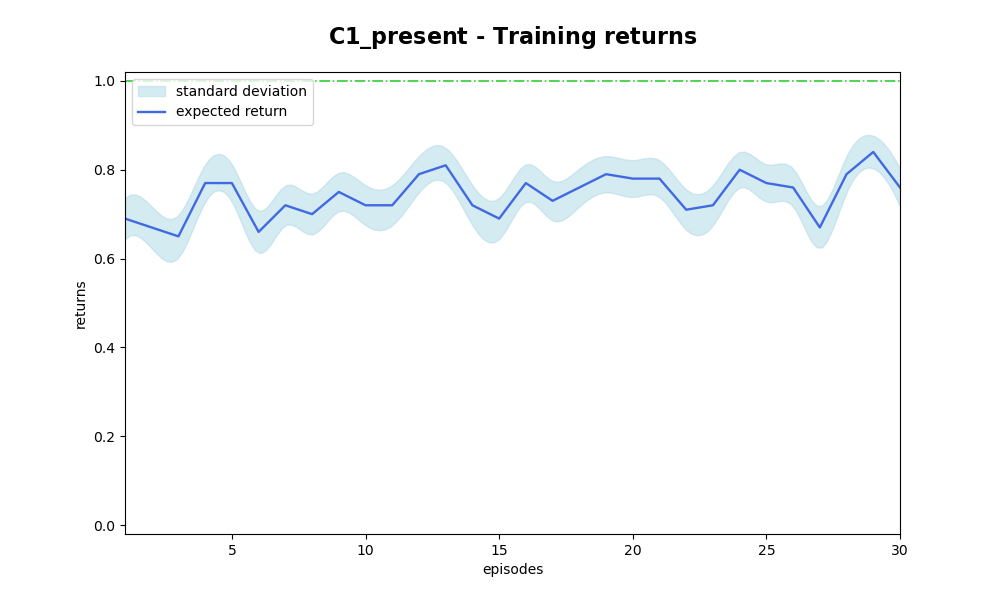 C1_present - Training returns
1.0
0.8
0.6
0.4
0.2
0.0
returns
standard deviation
expected return
5 10 15 20 25 30
episodes